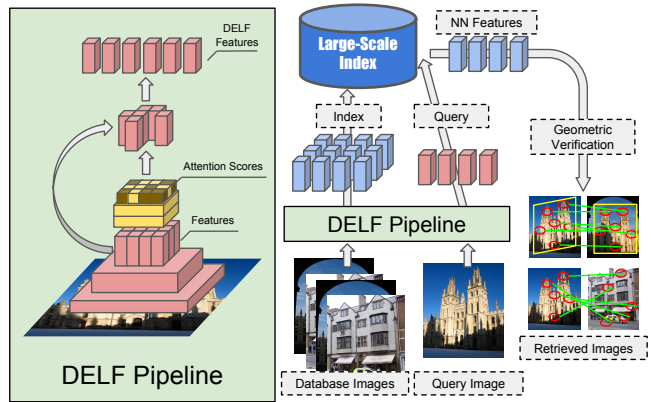 DELF
Features
Attention Scores
Features
DELF Pipeline
Large-Scale
Index
NN Features
Index
Query
Geometric
Verification
DELF Pipeline
Database Images
Query Image
Retrieved Images